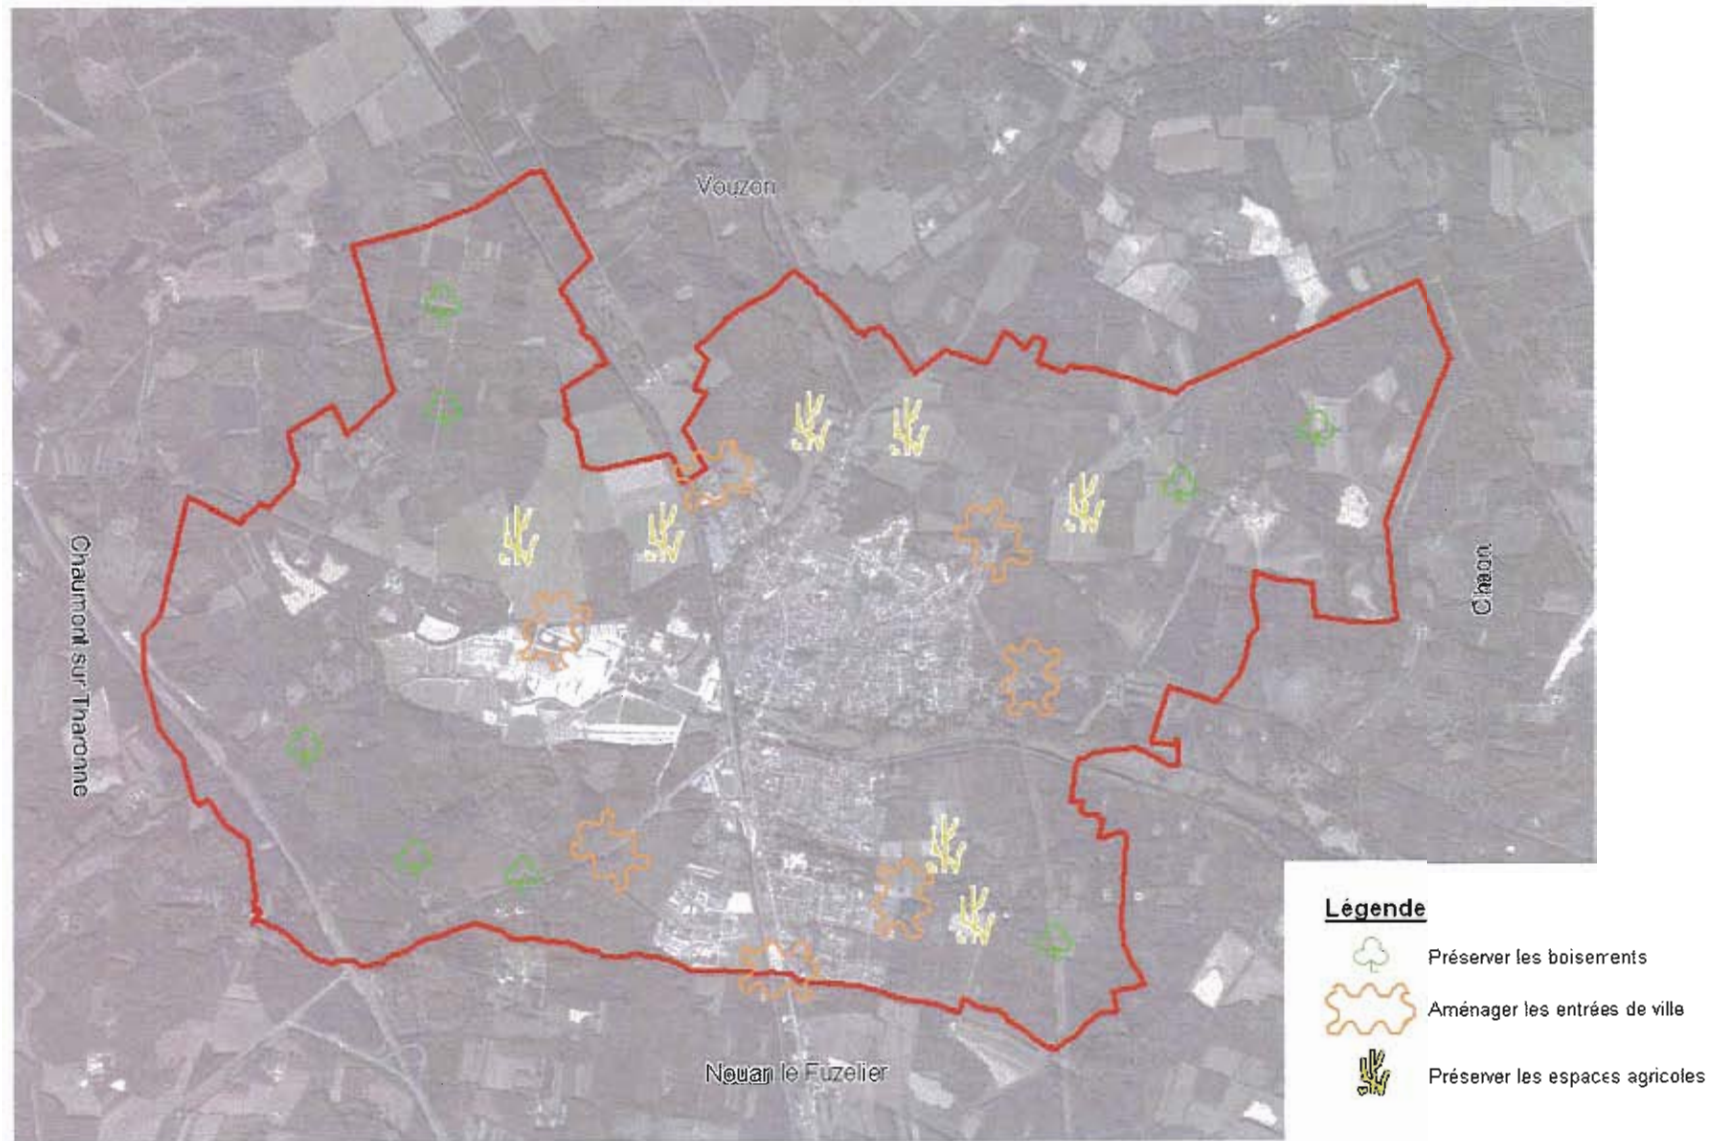 Vouzon
Chaumont sur Tharonne
Chaon
Nouan le Fuzelier
Légende
Préserver les boisements
Aménager les entrées de ville
Préserver les espaces agricoles